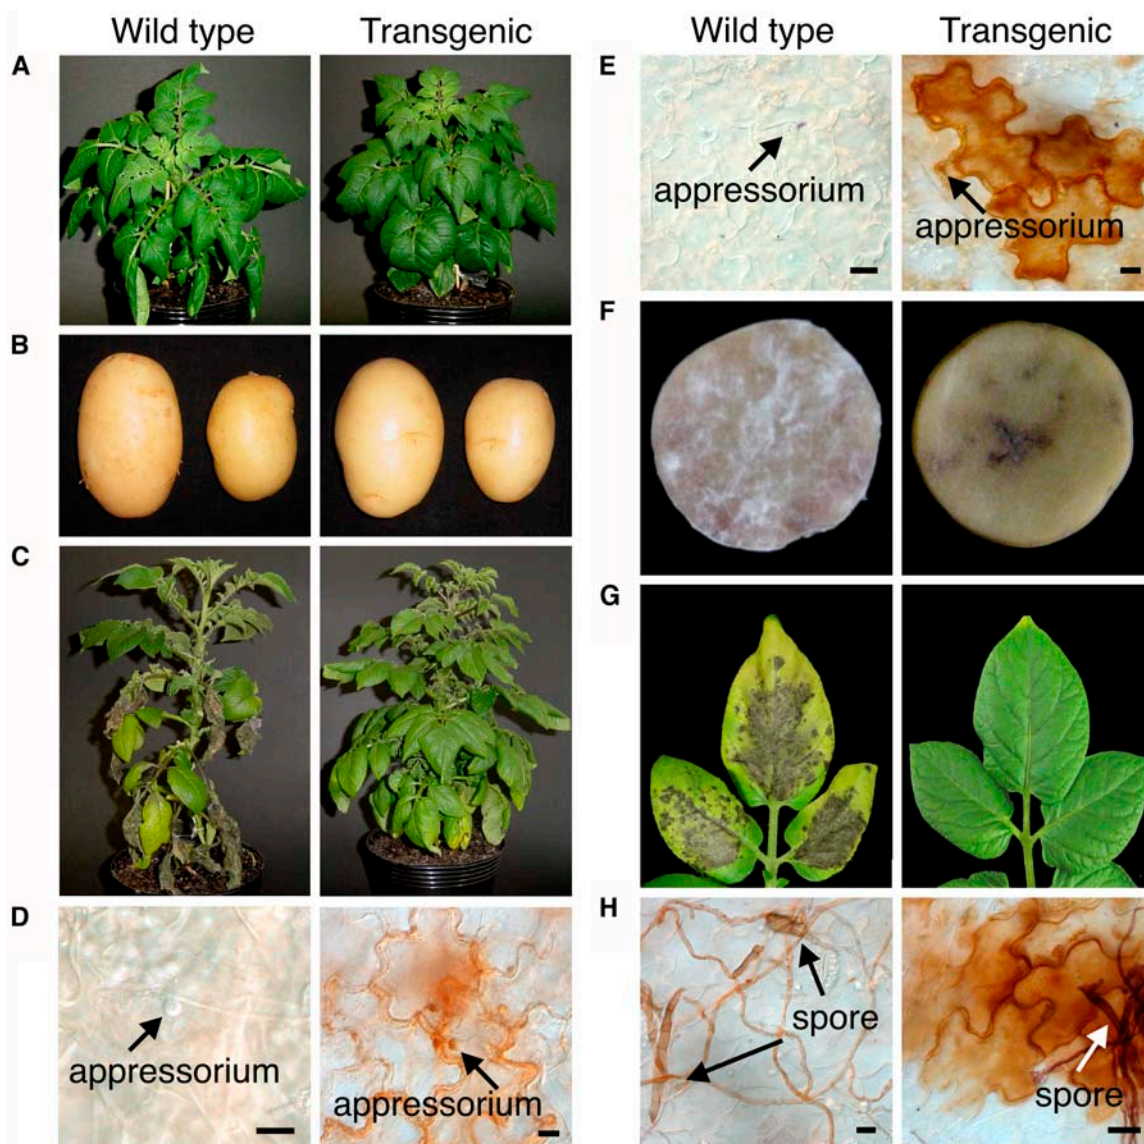 Wild type Transgenic
A
B
C
D
appressorium
appressorium
Wild type Transgenic
E
appressorium
appressorium
F
G
H
spore
spore